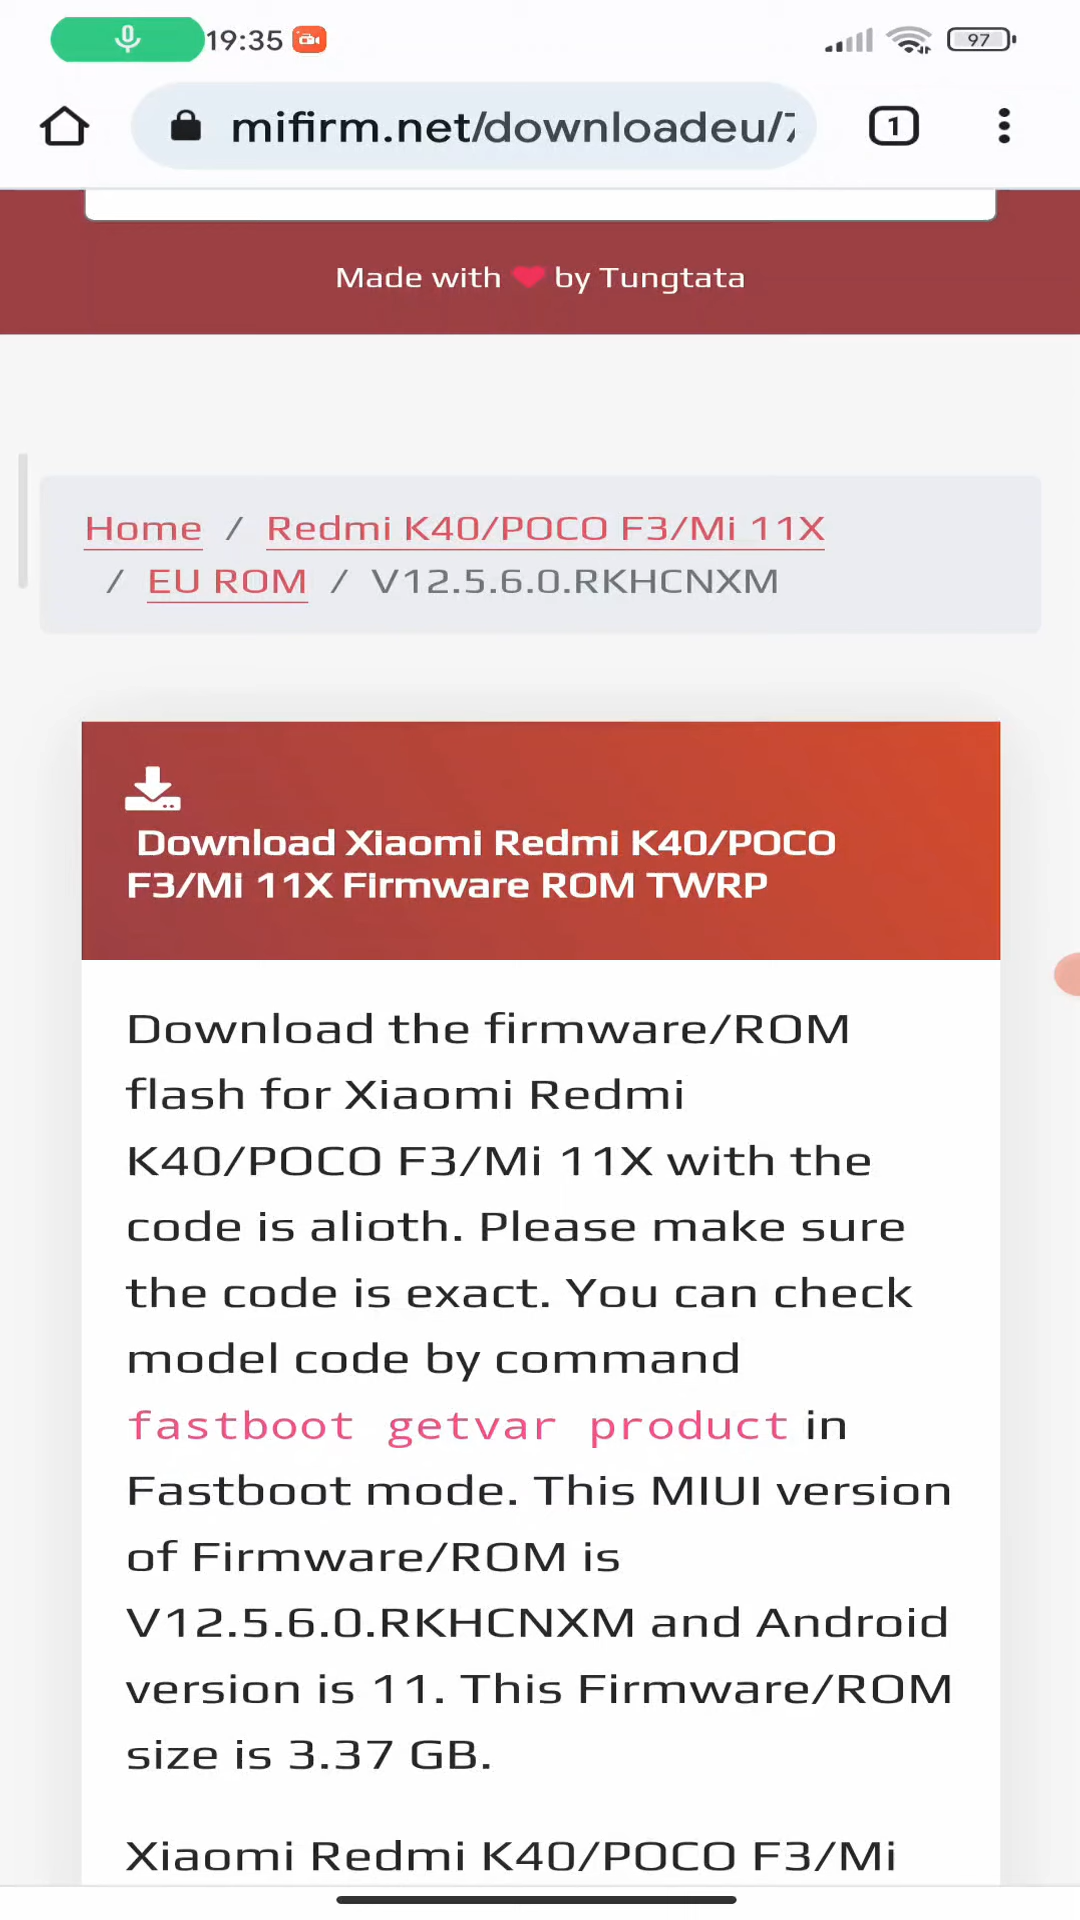 19:35
97
mifirm.net/downloadeu/7
1
Made with ❤ by Tungtata
Home / Redmi K40/POCO F3/Mi 11X
/ EU ROM / V12.5.6.0.RKHCNXM
Download Xiaomi Redmi K40/POCO
F3/Mi 11X Firmware ROM TWRP
Download the firmware/ROM
flash for Xiaomi Redmi
K40/POCO F3/Mi 11X with the
code is alioth. Please make sure
the code is exact. You can check
model code by command
fastboot getvar product in
Fastboot mode. This MIUI version
of Firmware/ROM is
V12.5.6.0.RKHCNXM and Android
version is 11. This Firmware/ROM
size is 3.37 GB.
Xiaomi Redmi K40/POCO F3/Mi